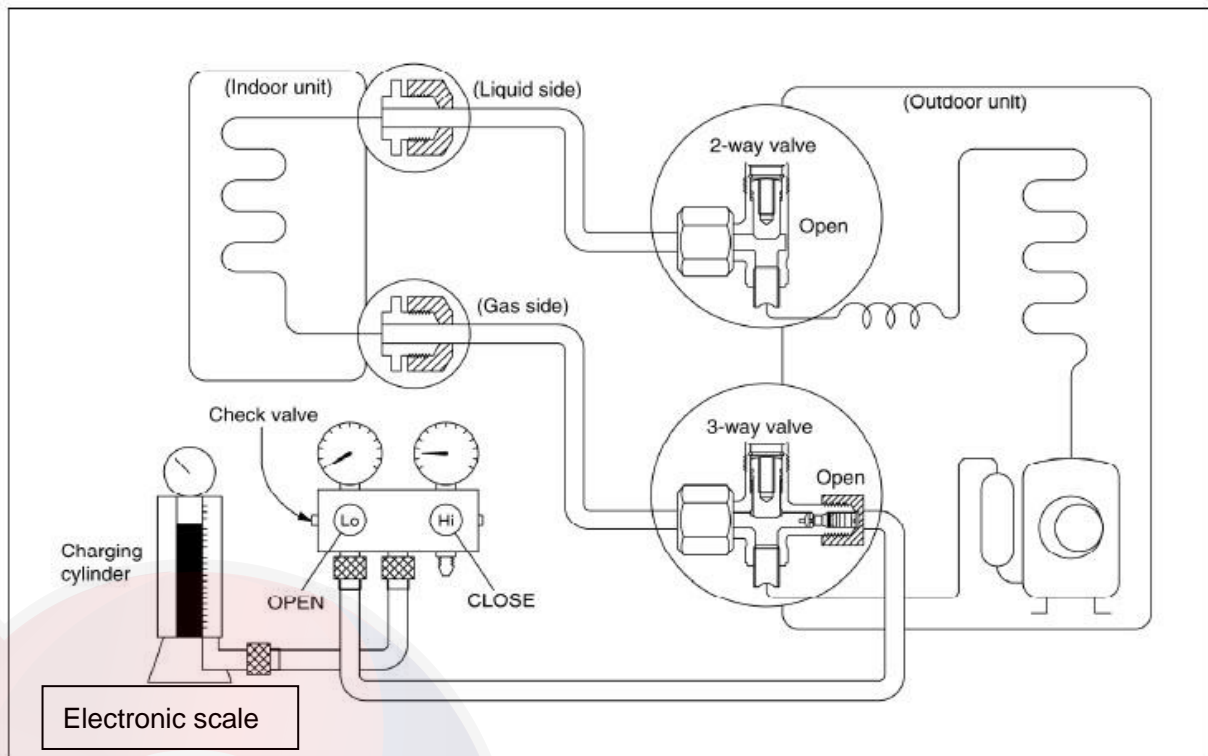 (Indoor unit)
(Liquid side)
(Outdoor unit)
2-way valve
Open
(Gas side)
Check valve
3-way valve
Open
Lo
Hi
Charging
cylinder
OPEN
CLOSE
Electronic scale